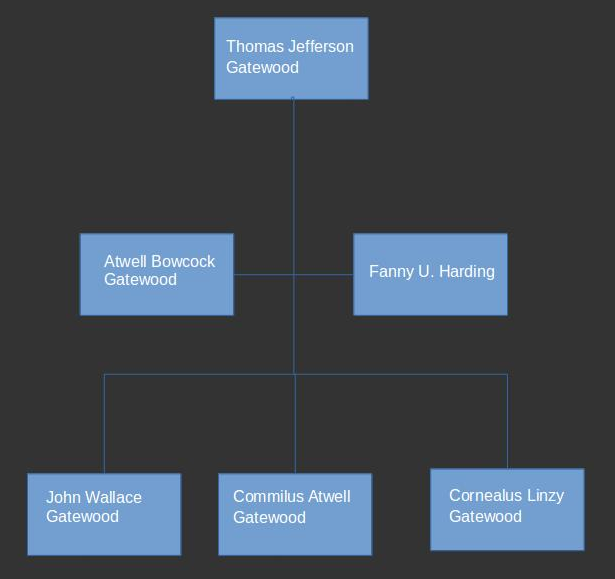 Thomas Jefferson
Gatewood
Atwell Bowcock
Gatewood
Fanny U. Harding
John Wallace
Gatewood
Commilus Atwell
Gatewood
Cornealus Linzy
Gatewood